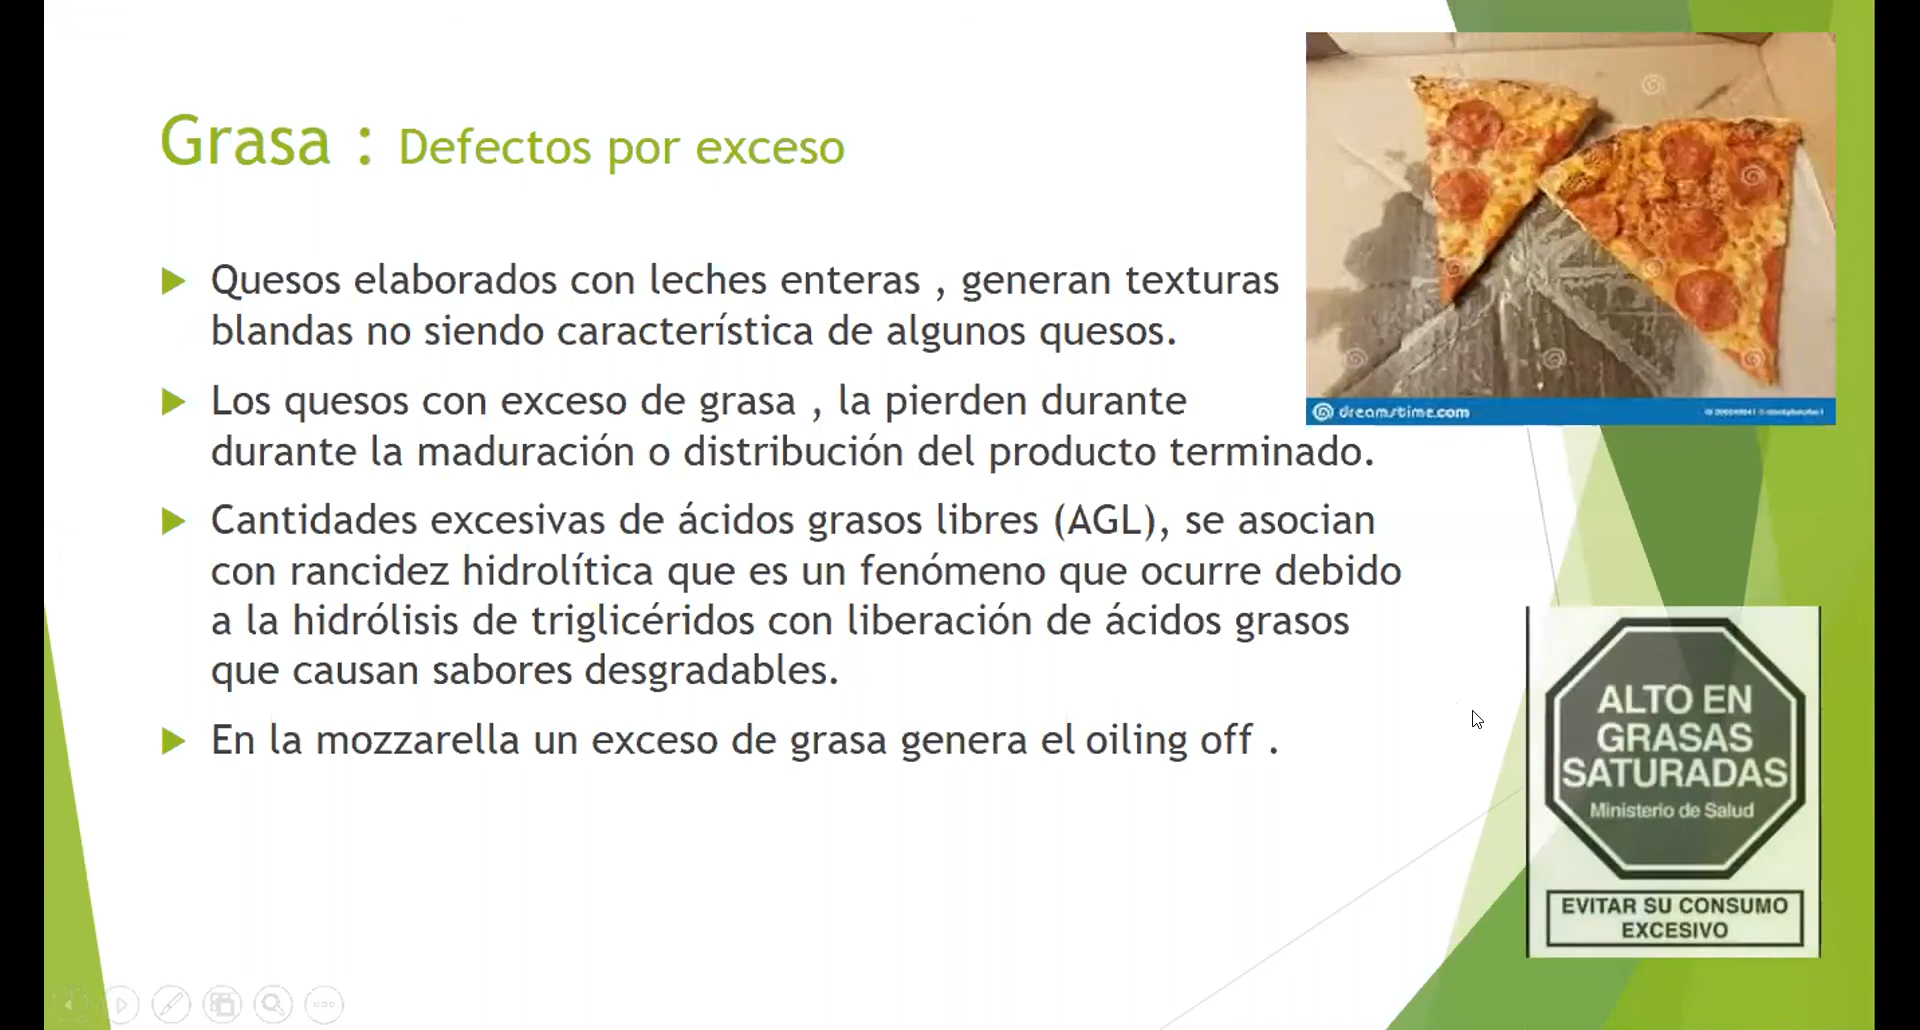 Grasa : Defectos por exceso
Quesos elaborados con leches enteras , generan texturas
blandas no siendo característica de algunos quesos.
Los quesos con exceso de grasa , la pierden durante
durante la maduración o distribución del producto terminado.
Cantidades excesivas de ácidos grasos libres (AGL), se asocian
con rancidez hidrolítica que es un fenómeno que ocurre debido
a la hidrólisis de triglicéridos con liberación de ácidos grasos
que causan sabores desgradables.
En la mozzarella un exceso de grasa genera el oiling off .
dreamstime.com
ALTO EN
GRASAS
SATURADAS
Ministerio de Salud
EVITAR SU CONSUMO
EXCESIVO